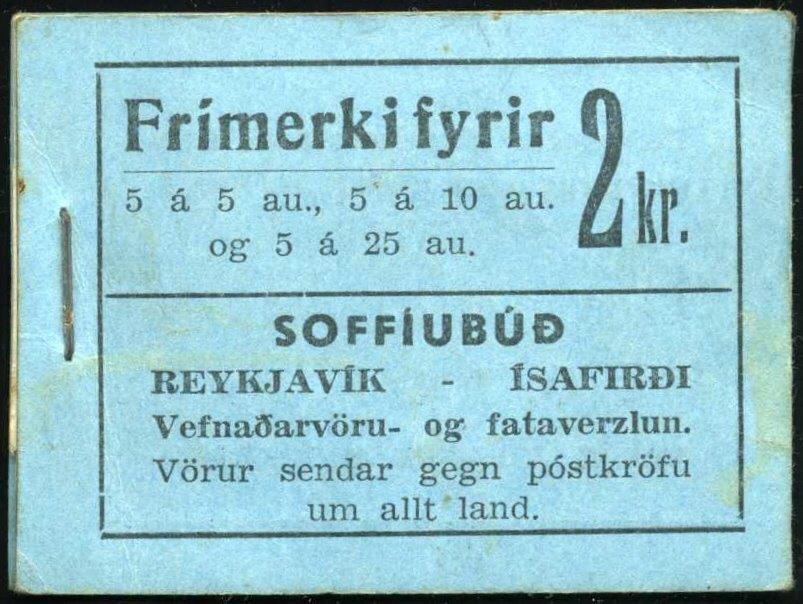 Frímerki fyrir 2 kr.
5 á 5 au., 5 á 10 au.
og 5 á 25 au.
SOFFÍUBÚÐ
REYKJAVÍK - ÍSAFIRÐI
Vefnaðarvöru- og fataverzlun.
Vörur sendar gegn póstkröfu
um allt land.